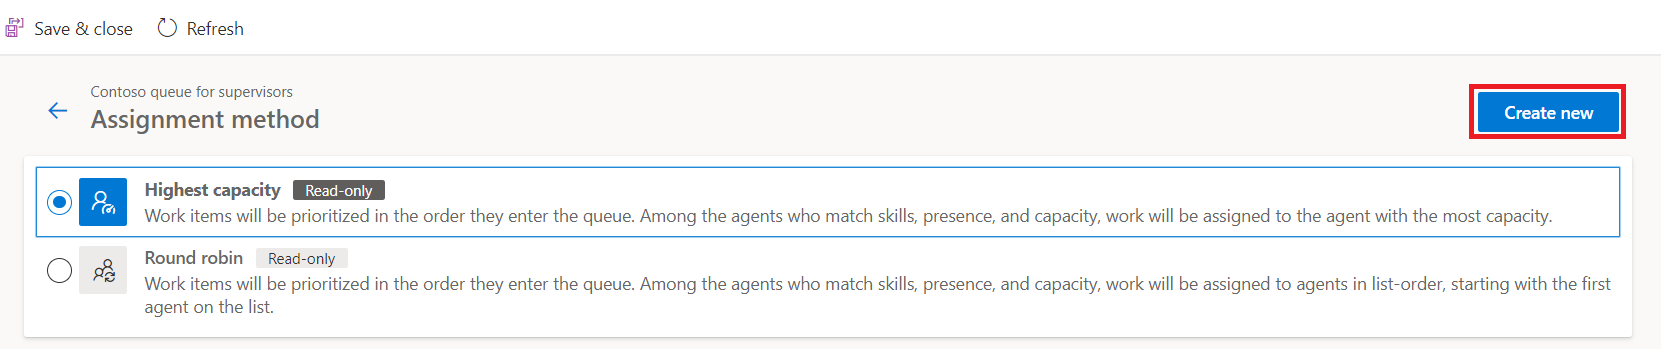 Save & close
Refresh
Contoso queue for supervisors
Assignment method
Create new
Highest capacity
Read-only
Work items will be prioritized in the order they enter the queue. Among the agents who match skills, presence, and capacity, work will be assigned to the agent with the most capacity.
Round robin
Read-only
Work items will be prioritized in the order they enter the queue. Among the agents who match skills, presence, and capacity, work will be assigned to agents in list-order, starting with the first
agent on the list.